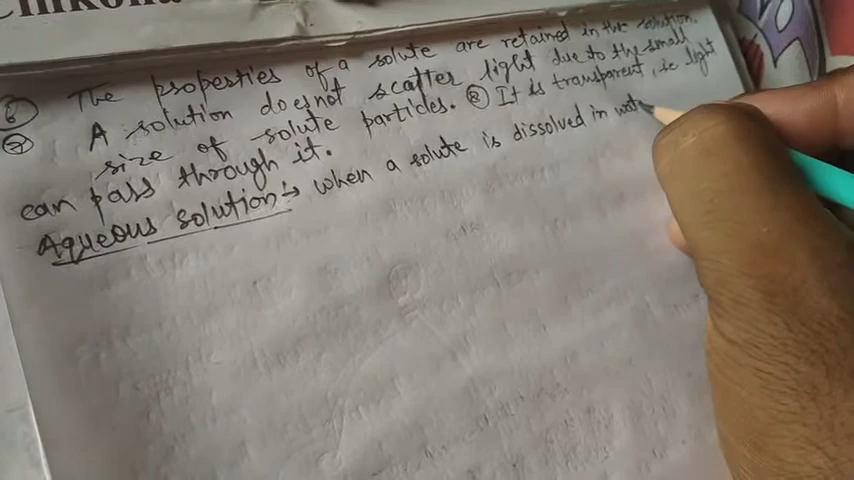 6 The properties of a solute are retained in the solution.
7 A solution does not scatter light due to the small
size of solute particles. 8 It is transparent, ie light
can pass through it.
Aqueous solution:→ when a solute is dissolved in wat